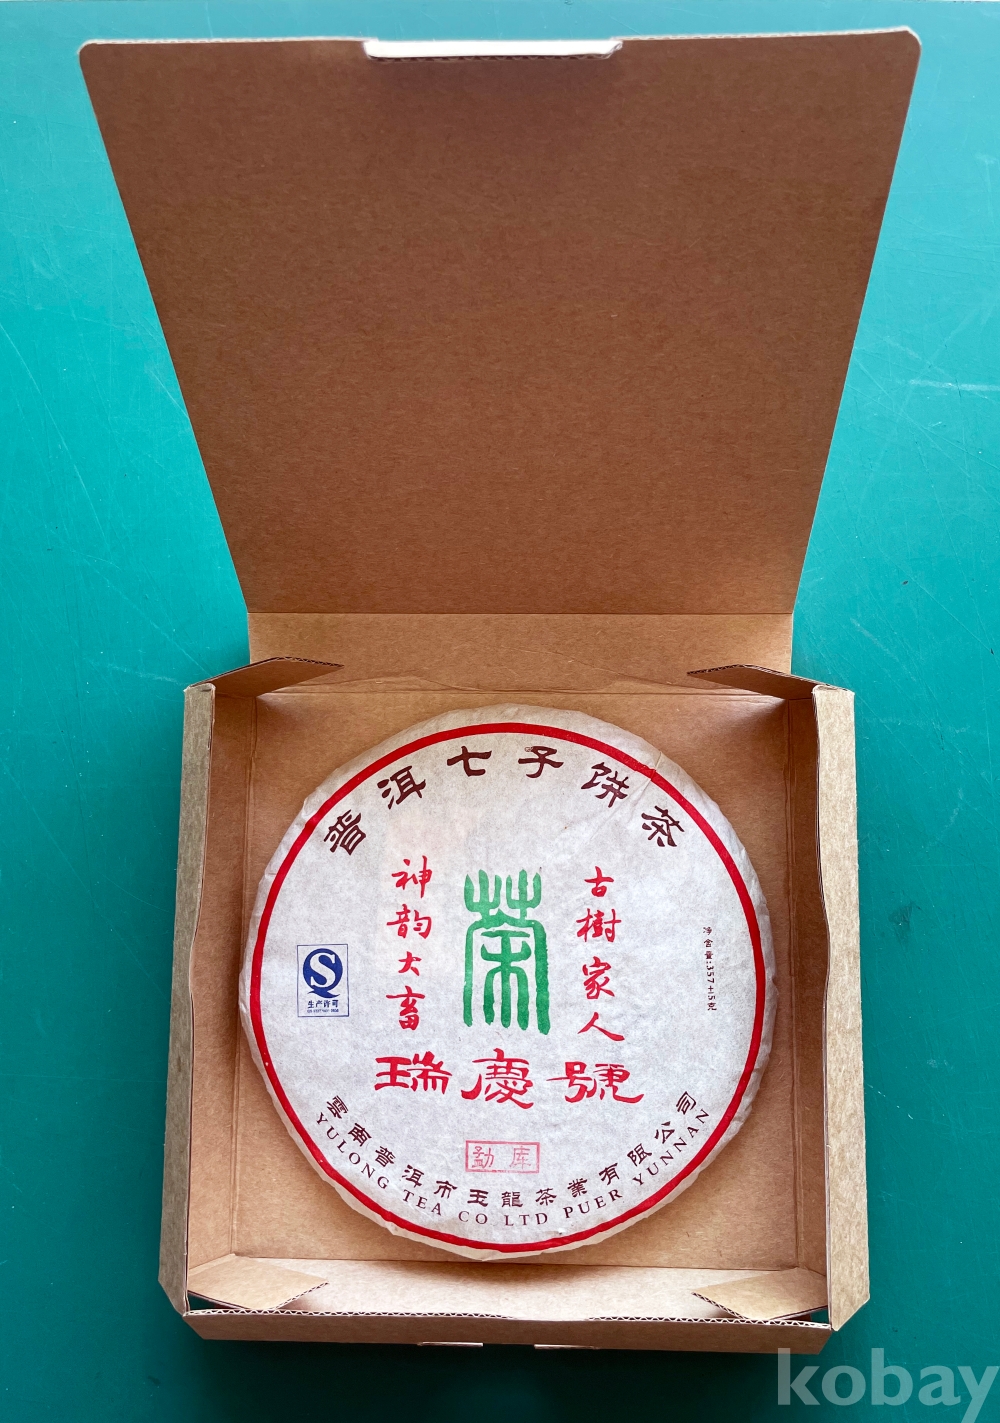 普洱七子饼茶
古樹家人
神韵大畜
茶
瑞慶號
净含量:357±15克
S
生产许可
勐库
雲南普洱市玉龍茶業有限公司
YULONG TEA CO LTD PUER YUNNAN
kobay